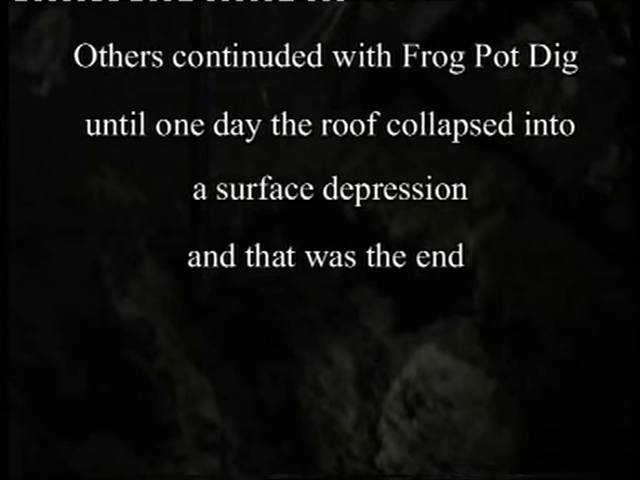 Others continuded with Frog Pot Dig
until one day the roof collapsed into
a surface depression
and that was the end